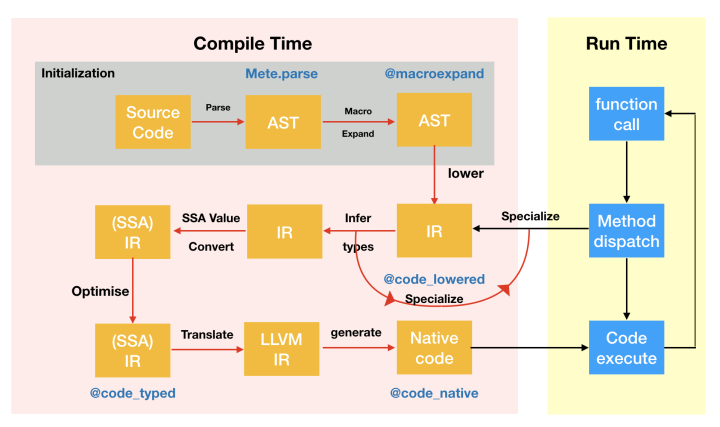 Compile Time
Run Time
Initialization
Mete.parse
@macroexpand
Source
Code
Parse
AST
Macro
Expand
AST
function
call
lower
(SSA)
IR
SSA Value
Convert
IR
Infer
types
IR
Specialize
Method
dispatch
@code_lowered
Specialize
Optimise
(SSA)
IR
Translate
LLVM
IR
generate
Native
code
Code
execute
@code_typed
@code_native